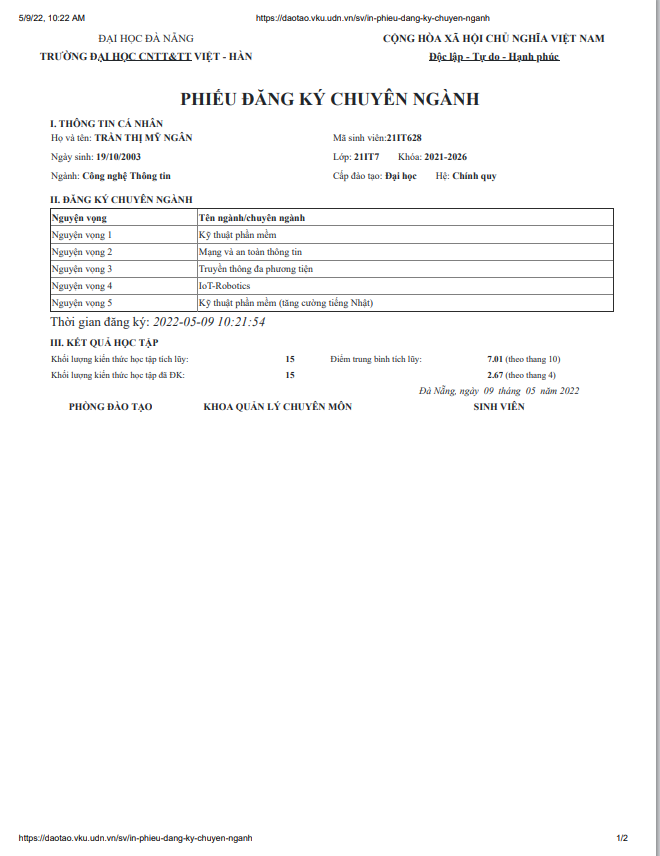 5/9/22, 10:22 AM https://daotao.vku.udn.vn/sv/in-phieu-dang-ky-chuyen-nganh
ĐẠI HỌC ĐÀ NẴNG CỘNG HÒA XÃ HỘI CHỦ NGHĨA VIỆT NAM
TRƯỜNG ĐẠI HỌC CNTT&TT VIỆT - HÀN Độc lập - Tự do - Hạnh phúc
PHIẾU ĐĂNG KÝ CHUYÊN NGÀNH
I. THÔNG TIN CÁ NHÂN
Họ và tên: TRẦN THỊ MỸ NGÂN Mã sinh viên:21IT628
Ngày sinh: 19/10/2003 Lớp: 21IT7 Khóa: 2021-2026
Ngành: Công nghệ Thông tin Cấp đào tạo: Đại học Hệ: Chính quy
II. ĐĂNG KÝ CHUYÊN NGÀNH
Nguyện vọng Tên ngành/chuyên ngành
Nguyện vọng 1 Kỹ thuật phần mềm
Nguyện vọng 2 Mạng và an toàn thông tin
Nguyện vọng 3 Truyền thông đa phương tiện
Nguyện vọng 4 IoT-Robotics
Nguyện vọng 5 Kỹ thuật phần mềm (tăng cường tiếng Nhật)
Thời gian đăng ký: 2022-05-09 10:21:54
III. KẾT QUẢ HỌC TẬP
Khối lượng kiến thức học tập tích lũy: 15 Điểm trung bình tích lũy: 7.01 (theo thang 10)
Khối lượng kiến thức học tập đã ĐK: 15 2.67 (theo thang 4)
Đà Nẵng, ngày 09 tháng 05 năm 2022
PHÒNG ĐÀO TẠO KHOA QUẢN LÝ CHUYÊN MÔN SINH VIÊN
https://daotao.vku.udn.vn/sv/in-phieu-dang-ky-chuyen-nganh 1/2